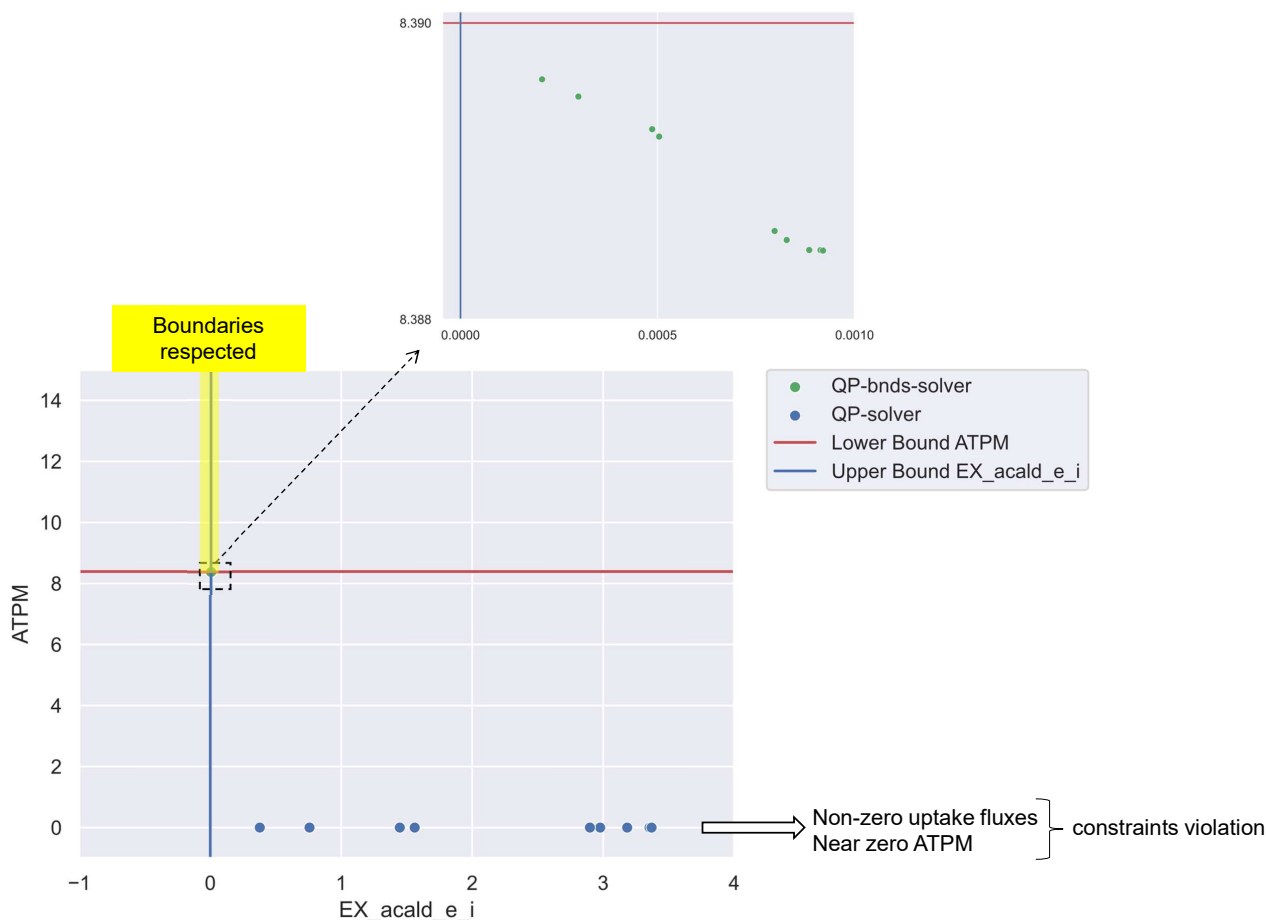 8.390
8.388
0.0000
0.0005
0.0010
Boundaries
respected
14
12
10
8
6
4
2
0
ATPM
−1
0
1
2
3
4
EX_acald_e_i
QP-bnds-solver
QP-solver
Lower Bound ATPM
Upper Bound EX_acald_e_i
Non-zero uptake fluxes
Near zero ATPM
constraints violation